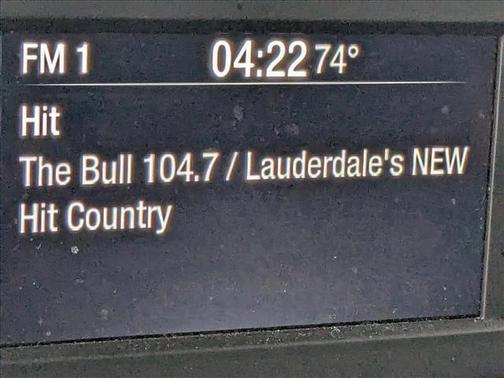 FM 1 04:22 74°
Hit
The Bull 104.7 / Lauderdale's NEW
Hit Country